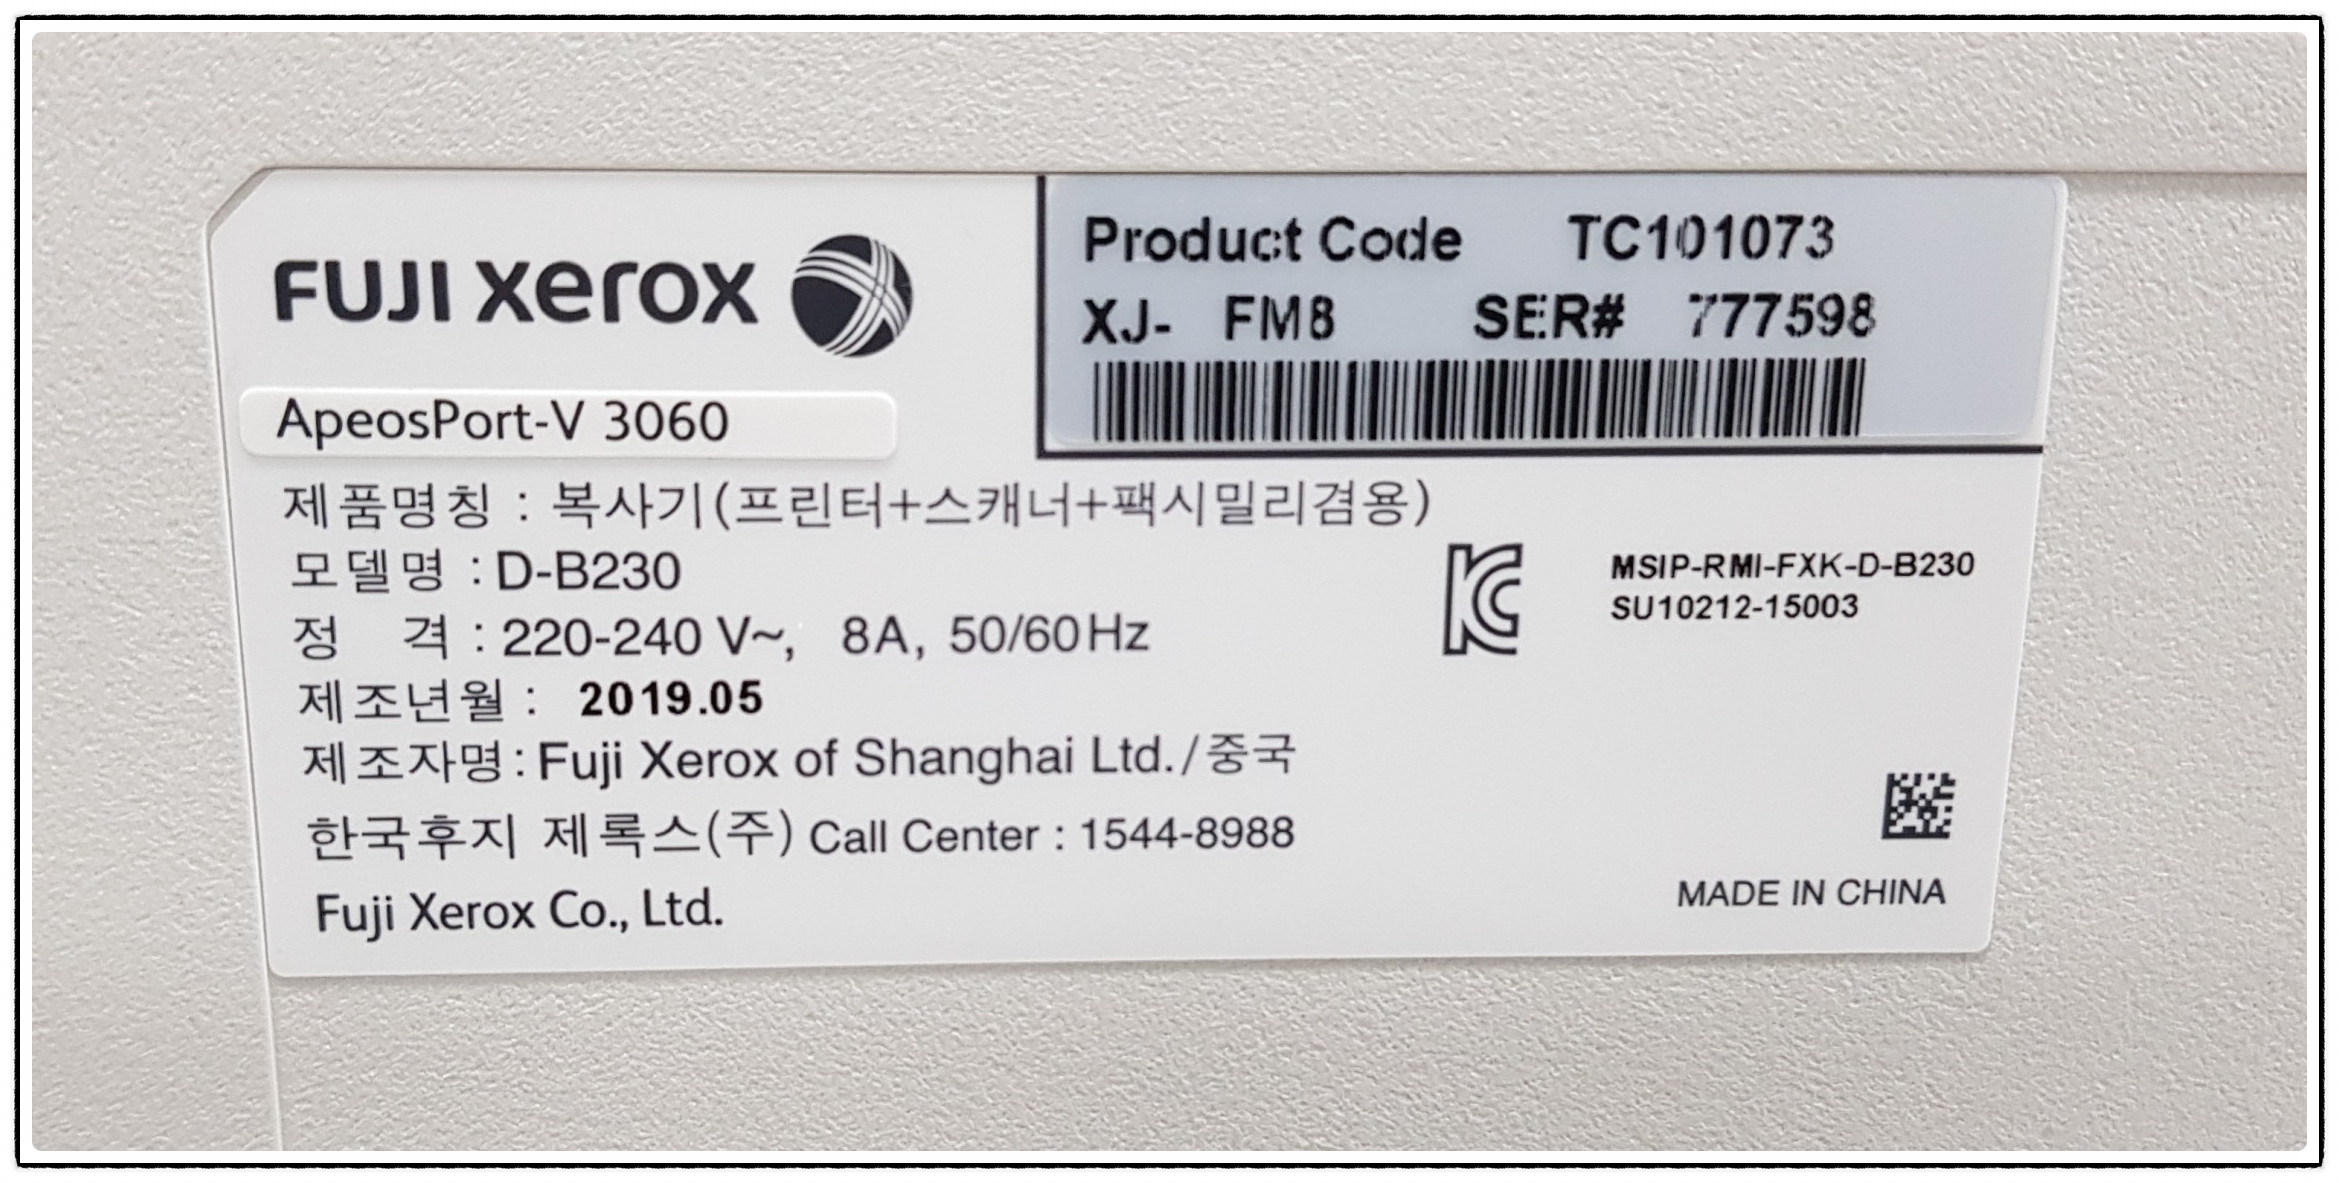 FUJI xerox
Product Code TC101073
XJ- FM8 SER# 777598
ApeosPort-V 3060
제품명칭 : 복사기(프린터+스캐너+팩시밀리겸용)
모델명 : D-B230
정 격 : 220-240 V~, 8A, 50/60Hz
제조년월 : 2019.05
제조자명 : Fuji Xerox of Shanghai Ltd./중국
한국후지 제록스(주) Call Center : 1544-8988
Fuji Xerox Co., Ltd.
MSIP-RMI-FXK-D-B230
SU10212-15003
MADE IN CHINA